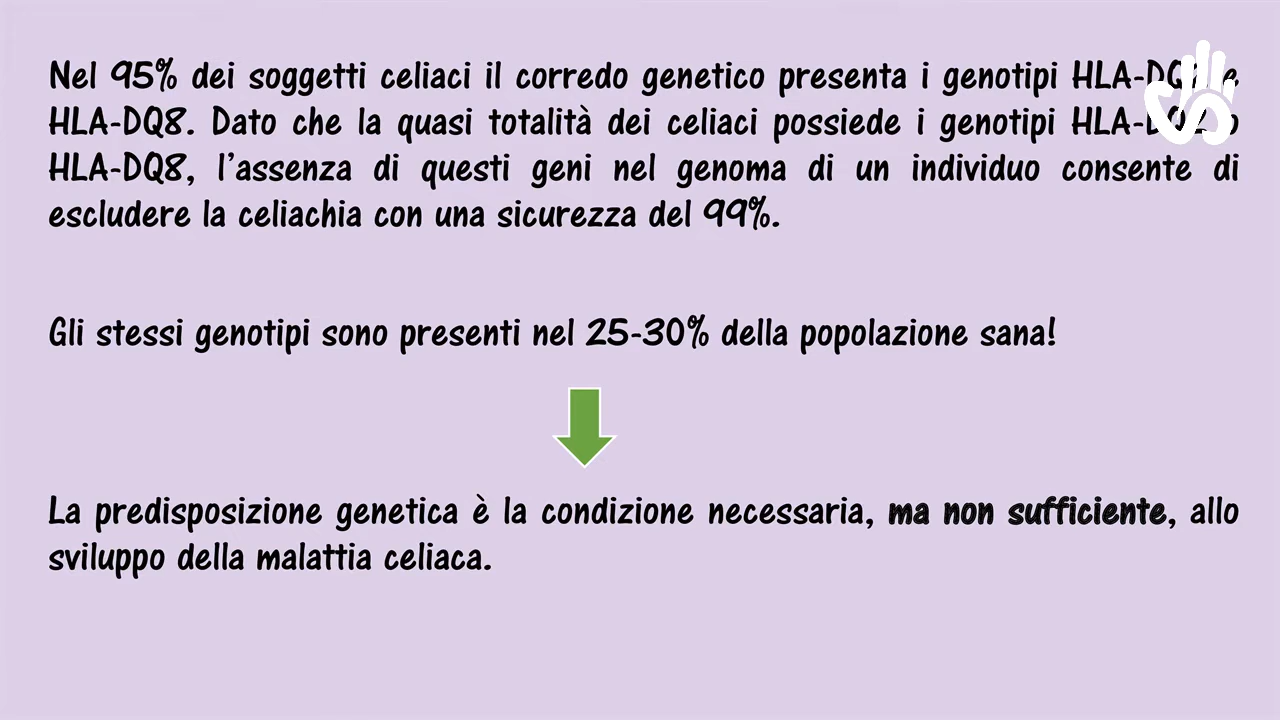 Nel 95% dei soggetti celiaci il corredo genetico presenta i genotipi
HLA-DQ8. Dato che la quasi totalità dei celiaci possiede i genotipi
HLA-DQ8, l’assenza di questi geni nel genoma di un individuo consente di
escludere la celiachia con una sicurezza del 99%.
Gli stessi genotipi sono presenti nel 25-30% della popolazione sana!
La predisposizione genetica è la condizione necessaria, ma non sufficiente, allo
sviluppo della malattia celiaca.